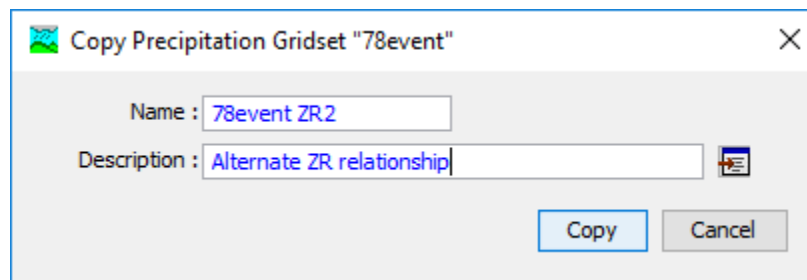 Copy Precipitation Gridset "78event"
Name : 78event ZR2
Description : Alternate ZR relationship
Copy Cancel